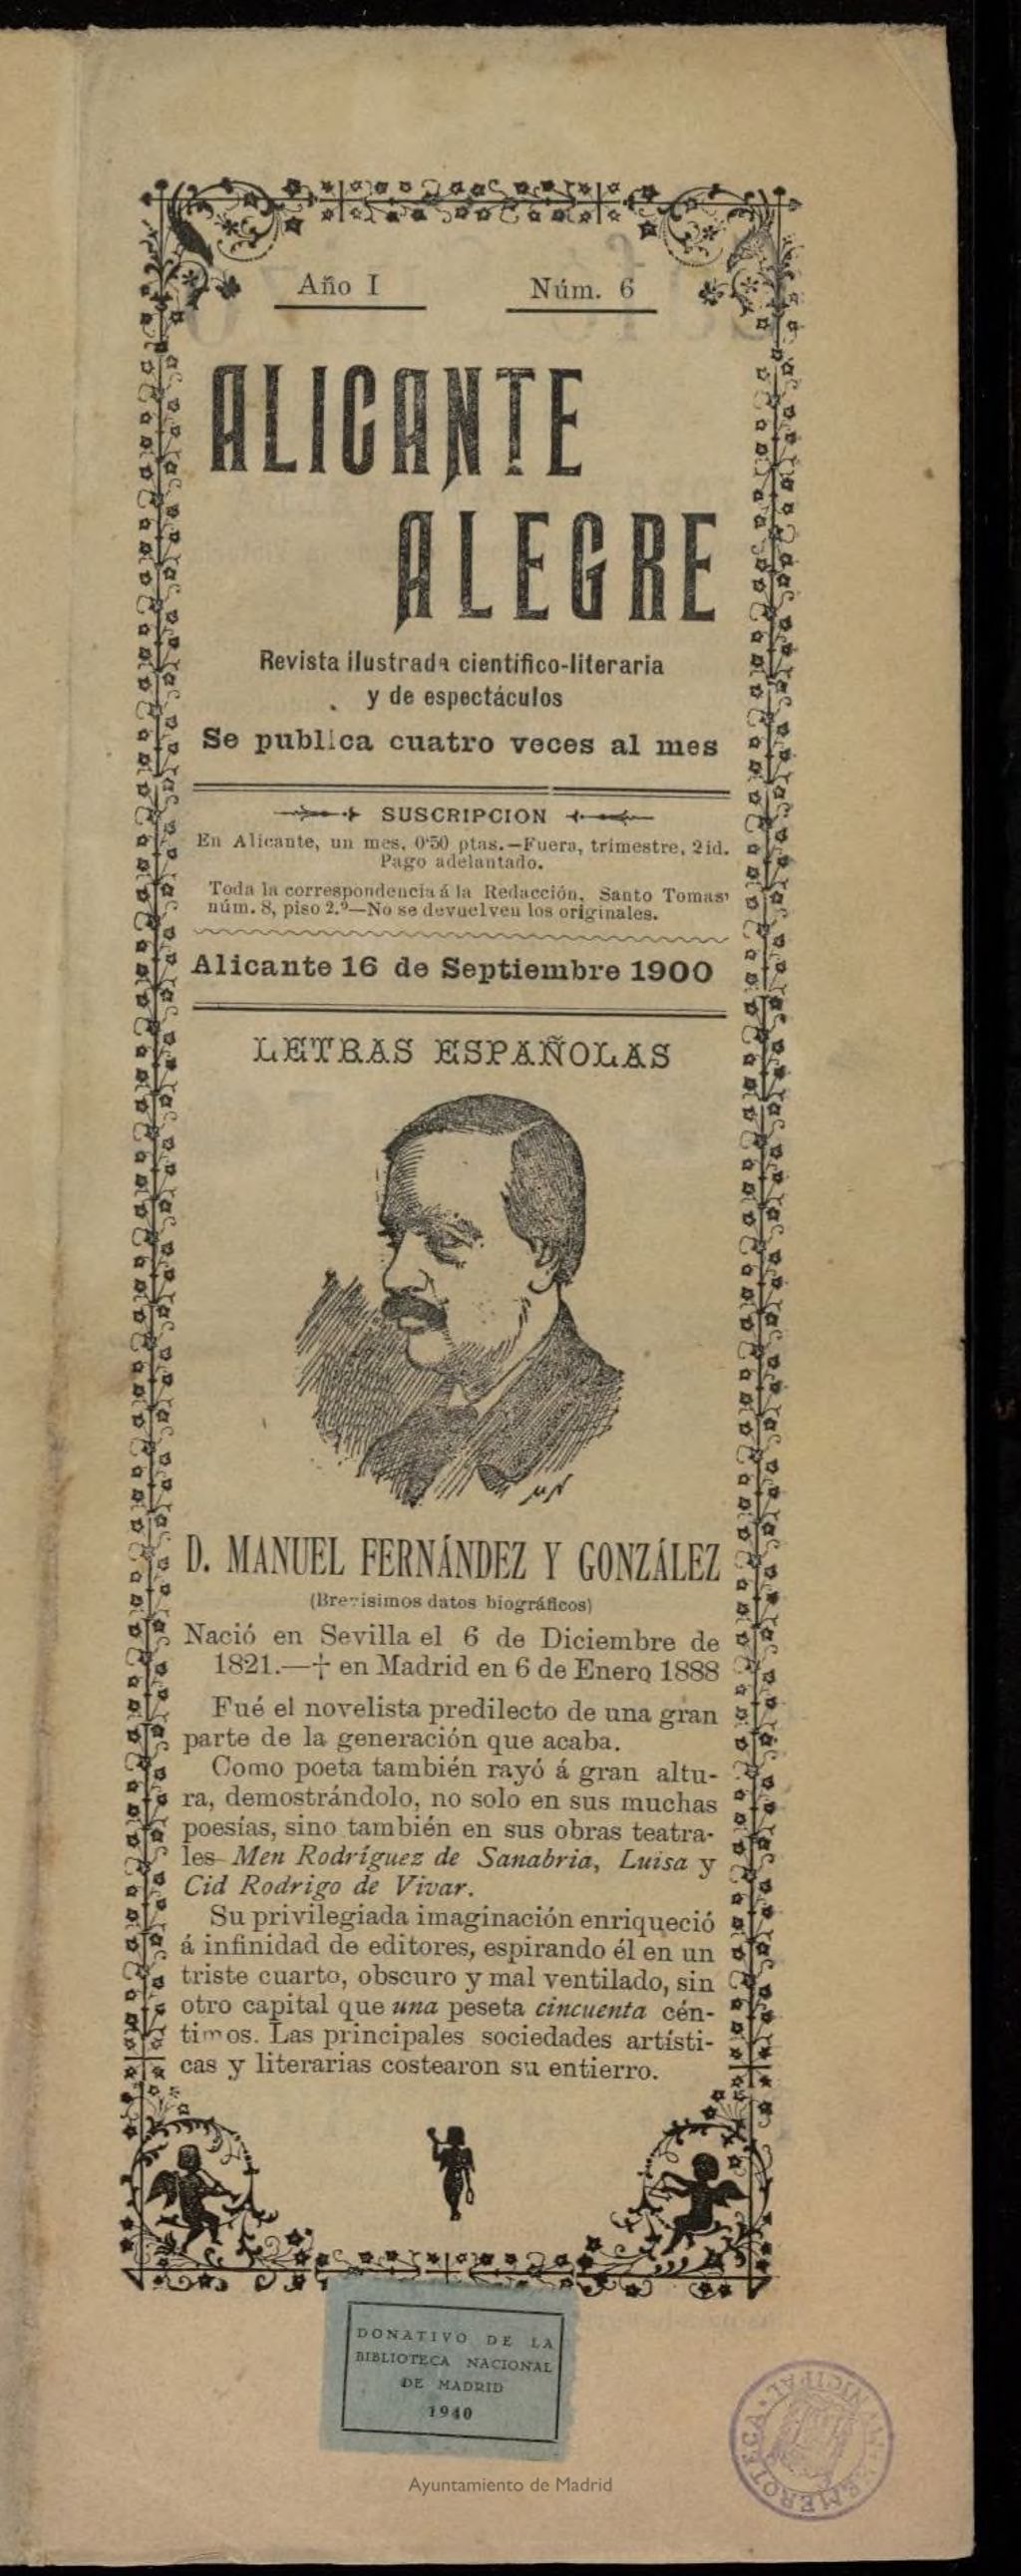 Año I
Núm. 6
ALICANTE
ALEGRE
Revista ilustrada científico-literaria
y de espectáculos
Se publica cuatro veces al mes
SUSCRIPCION
En Alicante, un mes, 0'50 ptas.—Fuera, trimestre, 2 id.
Pago adelantado.
Toda la correspondencia á la Redacción, Santo Tomas,
núm. 8, piso 2.º—No se devuelven los originales.
Alicante 16 de Septiembre 1900
LETRAS ESPAÑOLAS
D. MANUEL FERNÁNDEZ Y GONZÁLEZ
(Brevisimos datos biográficos)
Nació en Sevilla el 6 de Diciembre de
1821.—† en Madrid en 6 de Enero 1888
Fué el novelista predilecto de una gran
parte de la generación que acaba.
Como poeta también rayó á gran altu-
ra, demostrándolo, no solo en sus muchas
poesías, sino también en sus obras teatra-
les Men Rodríguez de Sanabria, Luisa y
Cid Rodrigo de Vivar.
Su privilegiada imaginación enriqueció
á infinidad de editores, espirando él en un
triste cuarto, obscuro y mal ventilado, sin
otro capital que una peseta cincuenta cén-
timos. Las principales sociedades artísti-
cas y literarias costearon su entierro.
DONATIVO DE LA
BIBLIOTECA NACIONAL
DE MADRID
1940
HEMEROTECA MUNICIPAL
Ayuntamiento de Madrid